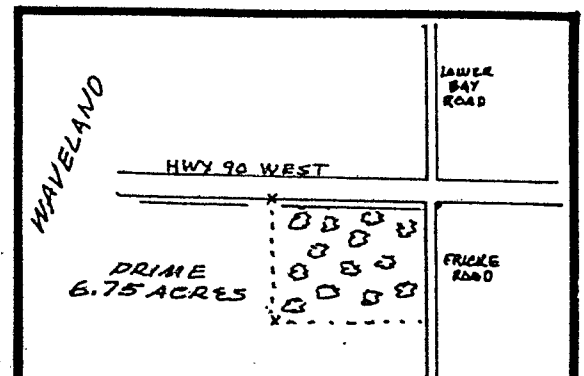 LOWER
BAY
ROAD
WAVELAND
HWY 90 WEST
PRIME
6.75 ACRES
FRICKE
ROAD